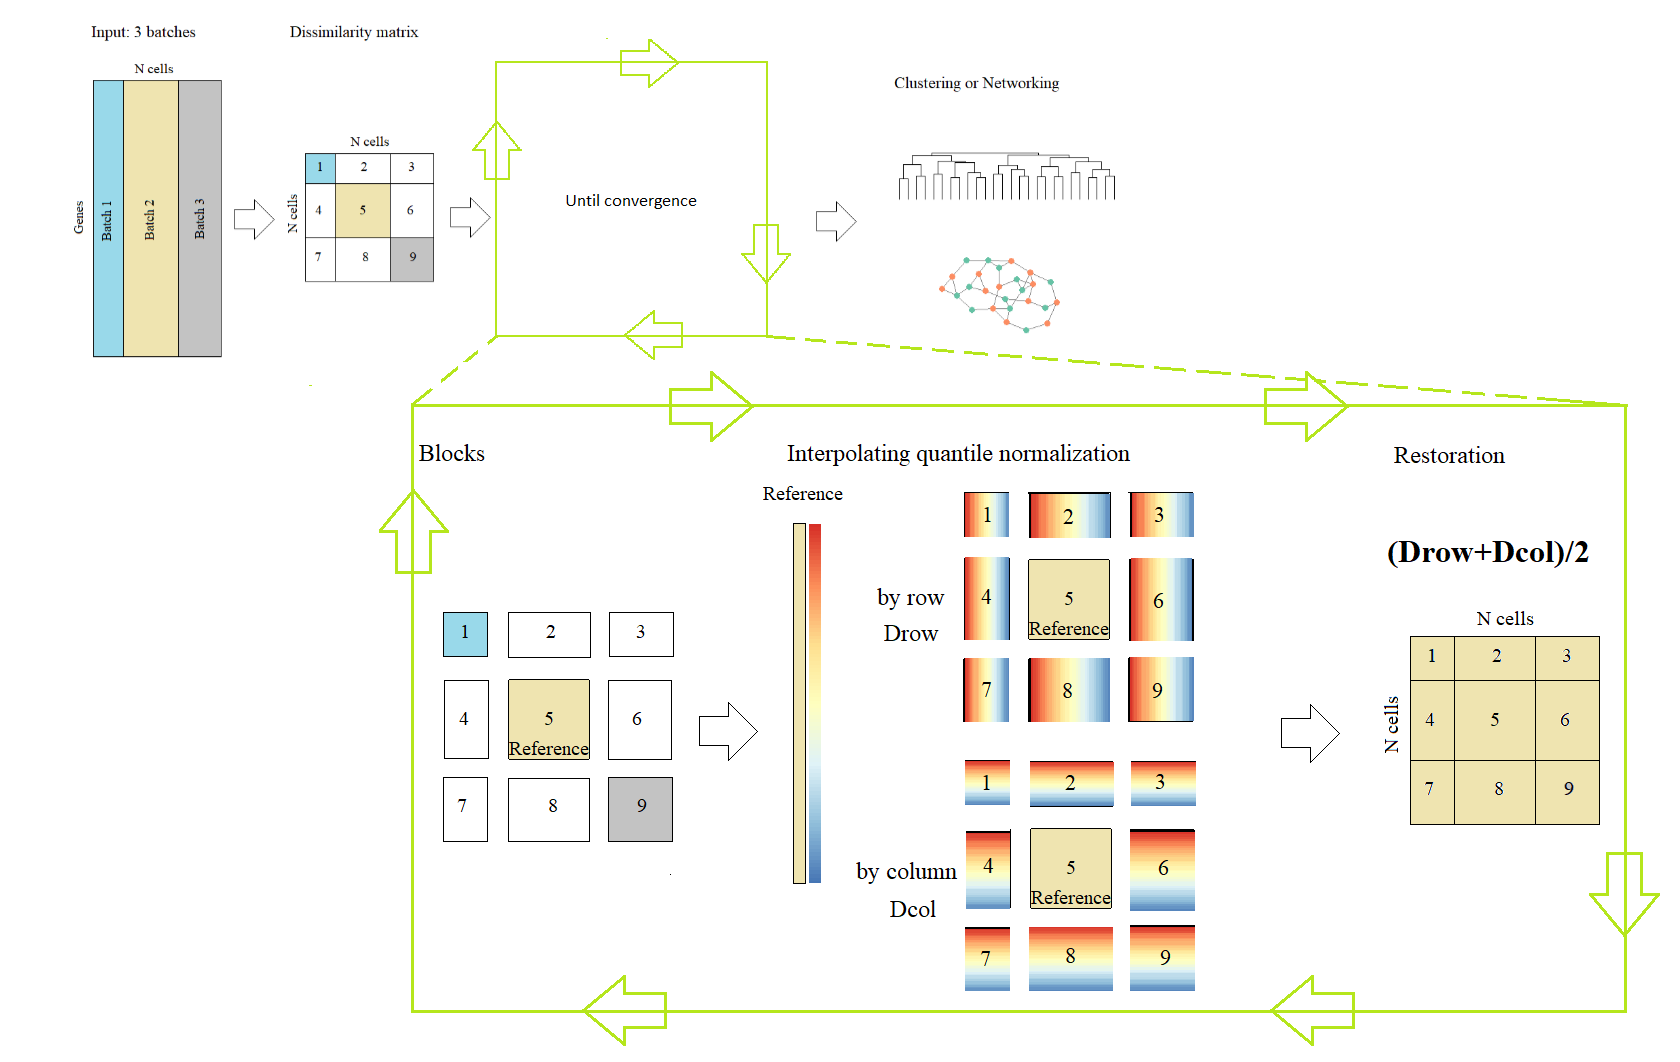 Input: 3 batches
N cells
Genes
Batch 1
Batch 2
Batch 3
Dissimilarity matrix
N cells
N cells
1 2 3
4 5 6
7 8 9
Until convergence
Clustering or Networking
Blocks
1 2 3
4 5 6
Reference
7 8 9
Interpolating quantile normalization
Reference
by row
Drow
1 2 3
4 5 6
Reference
7 8 9
by column
Dcol
1 2 3
4 5 6
Reference
7 8 9
Restoration
(Drow+Dcol)/2
N cells
N cells
1 2 3
4 5 6
7 8 9